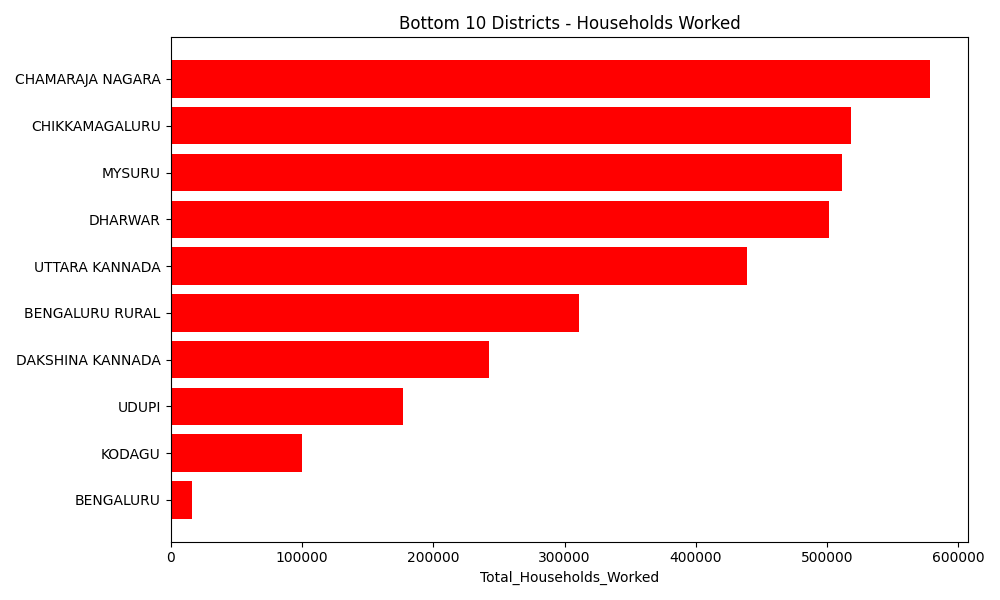 Bottom 10 Districts - Households Worked
CHAMARAJA NAGARA
CHIKKAMAGALURU
MYSURU
DHARWAR
UTTARA KANNADA
BENGALURU RURAL
DAKSHINA KANNADA
UDUPI
KODAGU
BENGALURU
0 100000 200000 300000 400000 500000 600000
Total_Households_Worked